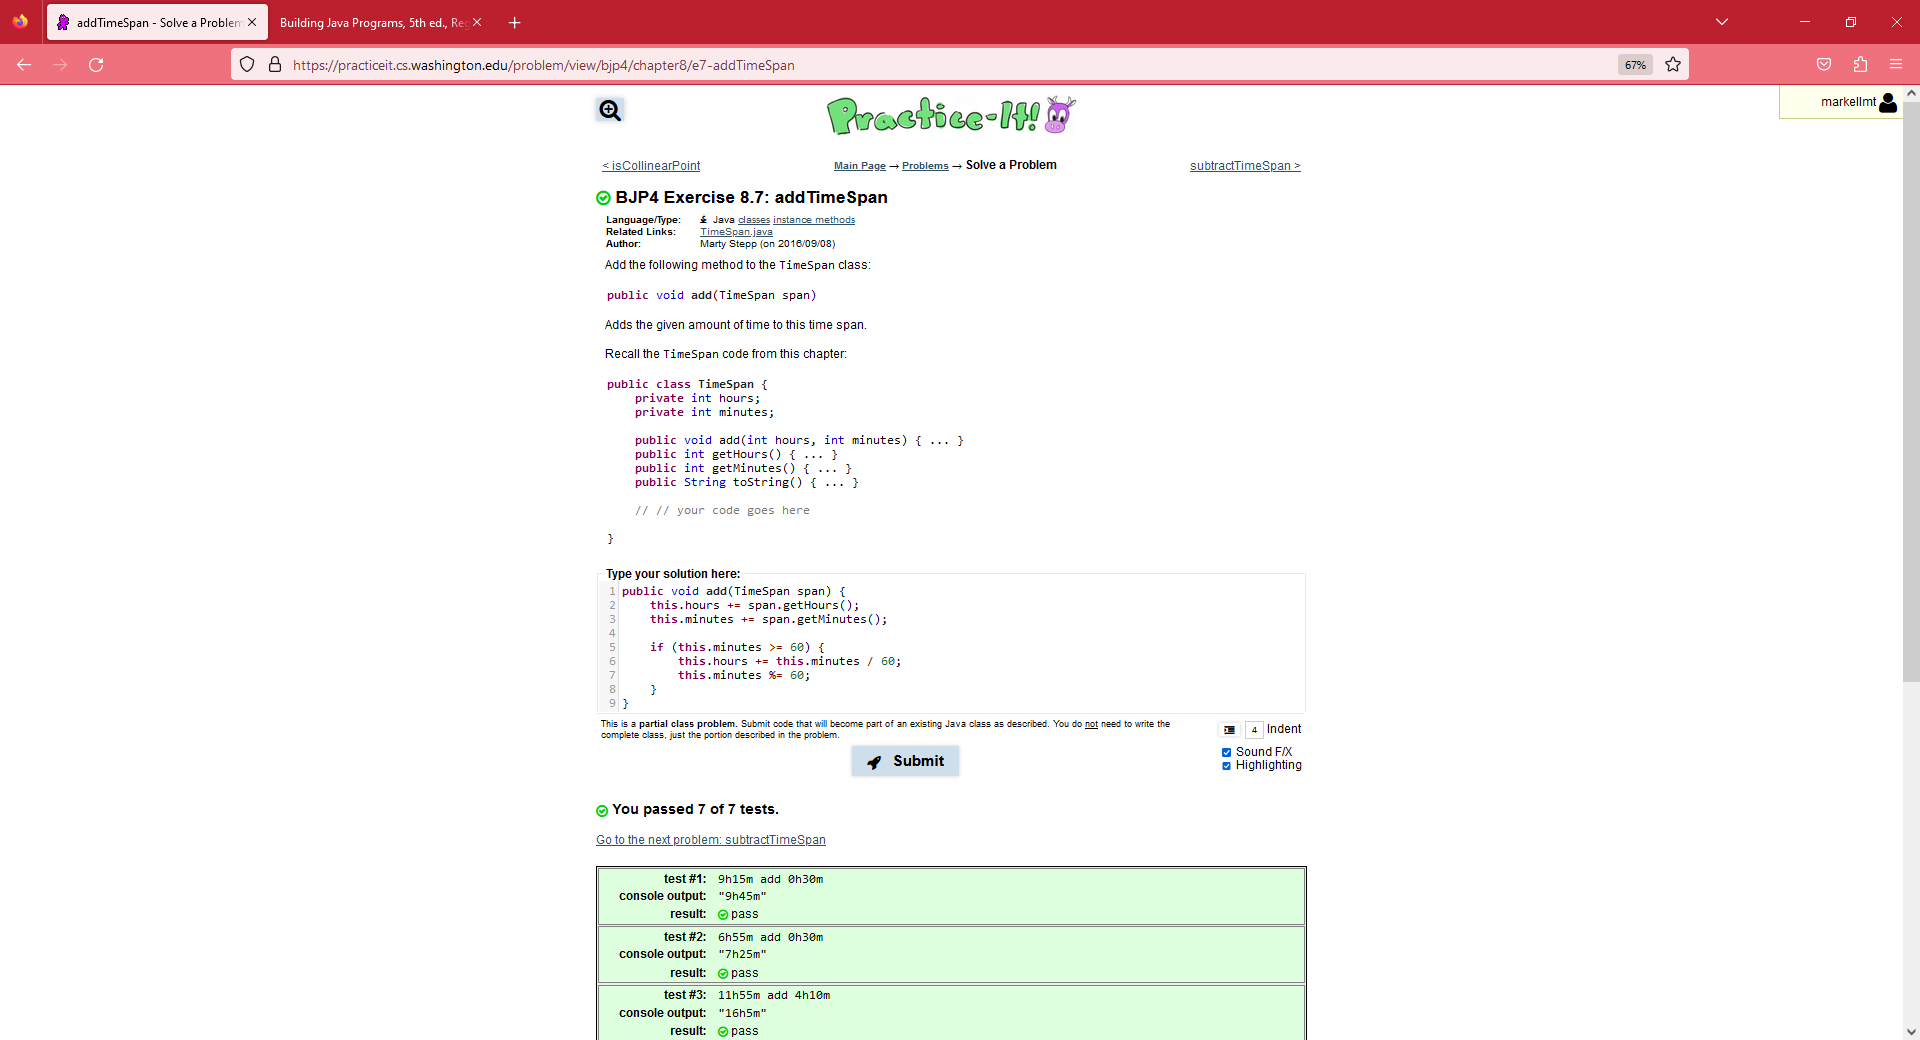 addTimeSpan - Solve a Problem
Building Java Programs, 5th ed., Reg
https://practiceit.cs.washington.edu/problem/view/bjp4/chapter8/e7-addTimeSpan
67%
Practice-It!
markellmt
< isCollinearPoint
Main Page → Problems → Solve a Problem
subtractTimeSpan >
BJP4 Exercise 8.7: addTimeSpan
Language/Type: Java classes instance methods
Related Links: TimeSpan.java
Author: Marty Stepp (on 2016/09/08)
Add the following method to the TimeSpan class:
public void add(TimeSpan span)
Adds the given amount of time to this time span.
Recall the TimeSpan code from this chapter:
public class TimeSpan {
    private int hours;
    private int minutes;
    public void add(int hours, int minutes) { ... }
    public int getHours() { ... }
    public int getMinutes() { ... }
    public String toString() { ... }
    // // your code goes here
}
Type your solution here:
1 public void add(TimeSpan span) {
2     this.hours += span.getHours();
3     this.minutes += span.getMinutes();
4
5     if (this.minutes >= 60) {
6         this.hours += this.minutes / 60;
7         this.minutes %= 60;
8     }
9 }
This is a partial class problem. Submit code that will become part of an existing Java class as described. You do not need to write the
complete class, just the portion described in the problem.
4 Indent
Sound F/X
Highlighting
Submit
You passed 7 of 7 tests.
Go to the next problem: subtractTimeSpan
test #1: 9h15m add 0h30m
console output: "9h45m"
result: pass
test #2: 6h55m add 0h30m
console output: "7h25m"
result: pass
test #3: 11h55m add 4h10m
console output: "16h5m"
result: pass